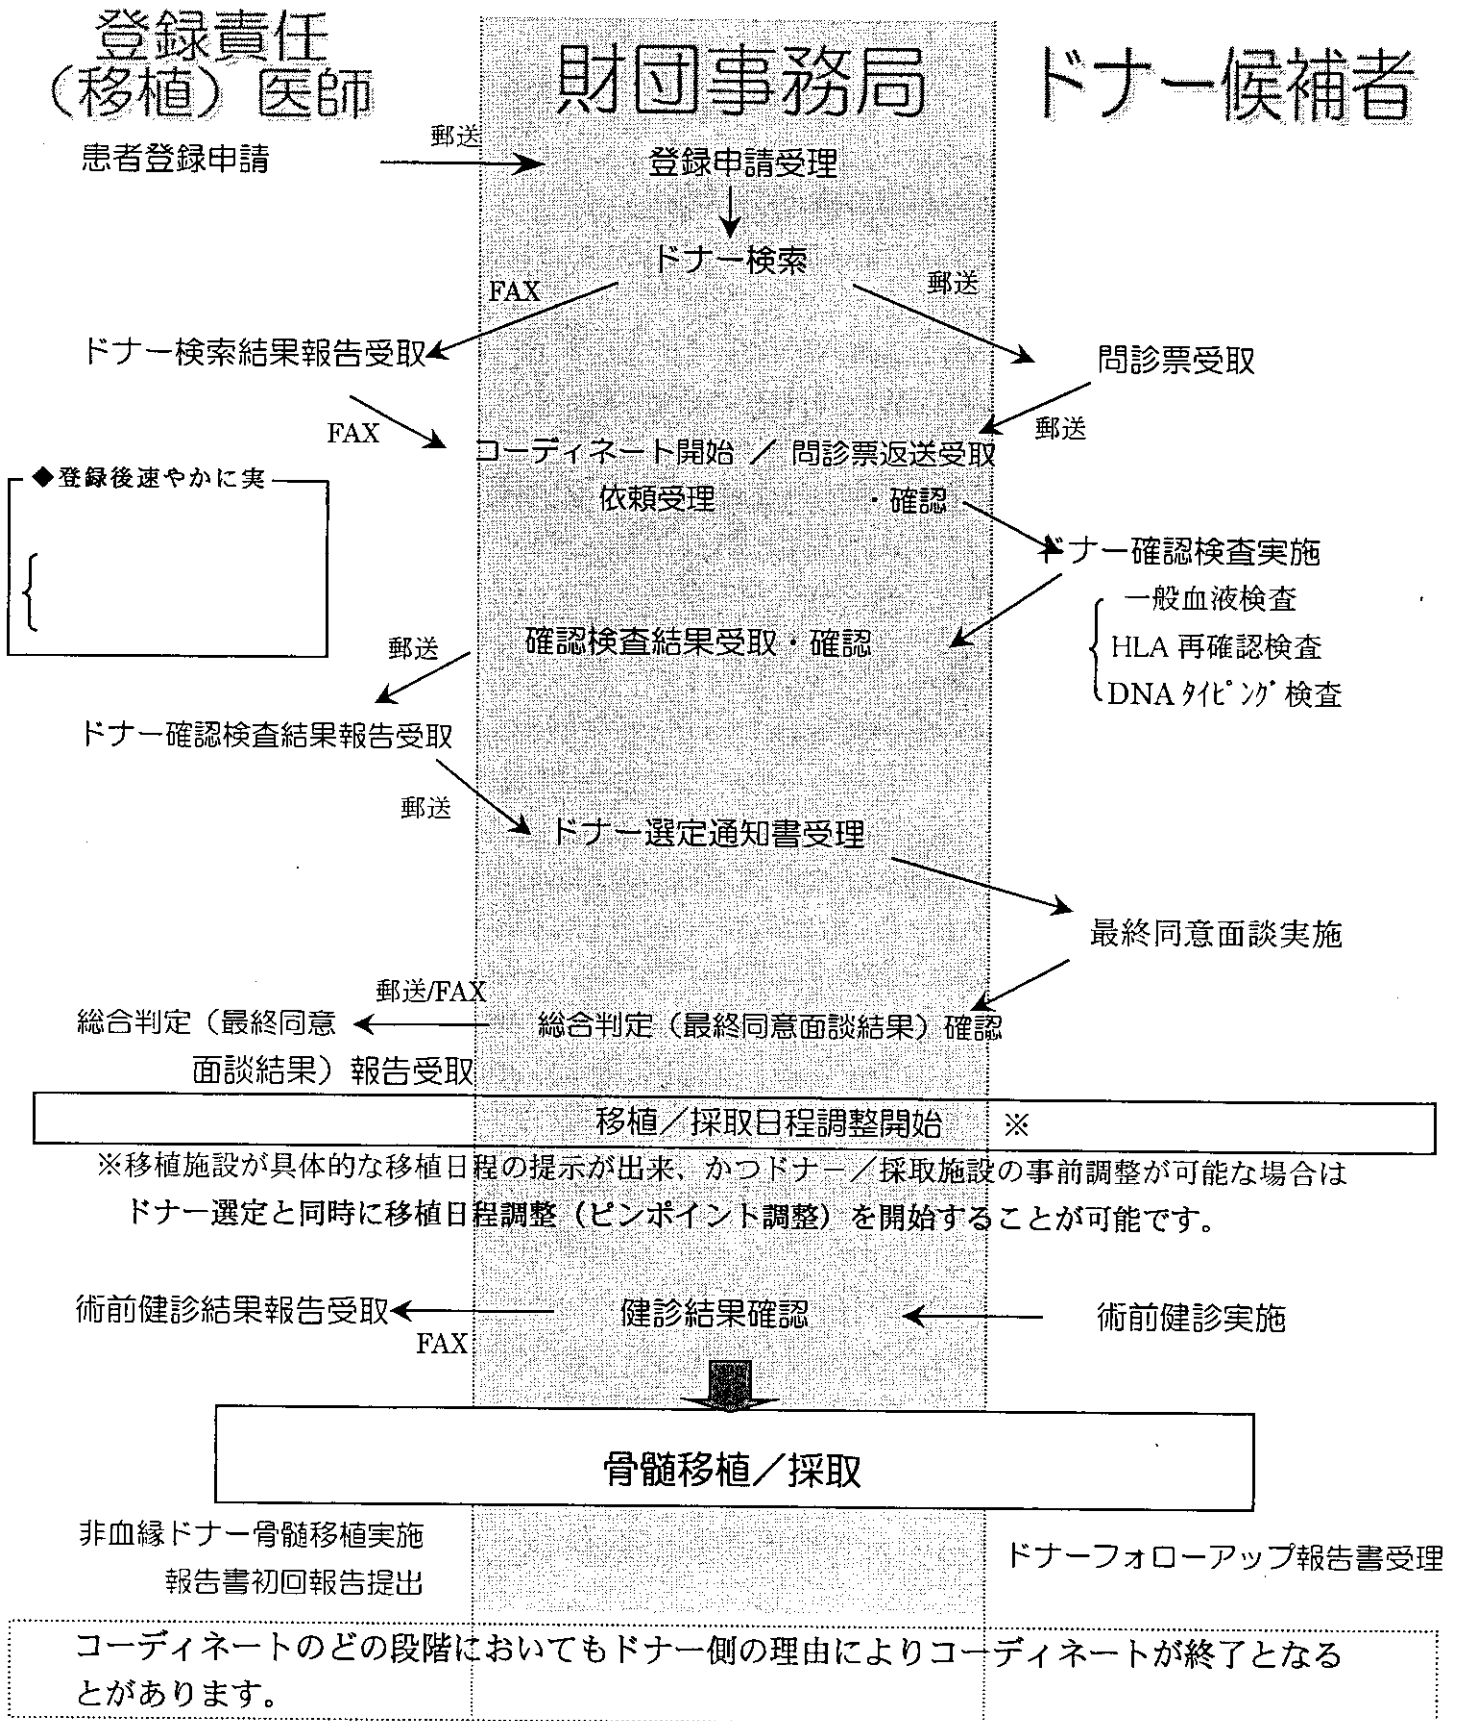 登録責任
（移植）医師
財団事務局
ドナー候補者
患者登録申請
郵送
登録申請受理
ドナー検索
FAX
郵送
ドナー検索結果報告受取
問診票受取
FAX
郵送
コーディネート開始 ／ 問診票返送受取
依頼受理
・確認
◆登録後速やかに実
ドナー確認検査実施
一般血液検査
HLA 再確認検査
DNA ﾀｲﾋﾟﾝｸﾞ 検査
確認検査結果受取・確認
郵送
ドナー確認検査結果報告受取
郵送
ドナー選定通知書受理
最終同意面談実施
郵送/FAX
総合判定（最終同意
面談結果）報告受取
総合判定（最終同意面談結果）確認
移植／採取日程調整開始 ※
※移植施設が具体的な移植日程の提示が出来、かつドナー／採取施設の事前調整が可能な場合は
ドナー選定と同時に移植日程調整（ピンポイント調整）を開始することが可能です。
術前健診結果報告受取
FAX
健診結果確認
術前健診実施
骨髄移植／採取
非血縁ドナー骨髄移植実施
報告書初回報告提出
ドナーフォローアップ報告書受理
コーディネートのどの段階においてもドナー側の理由によりコーディネートが終了となる
とがあります。